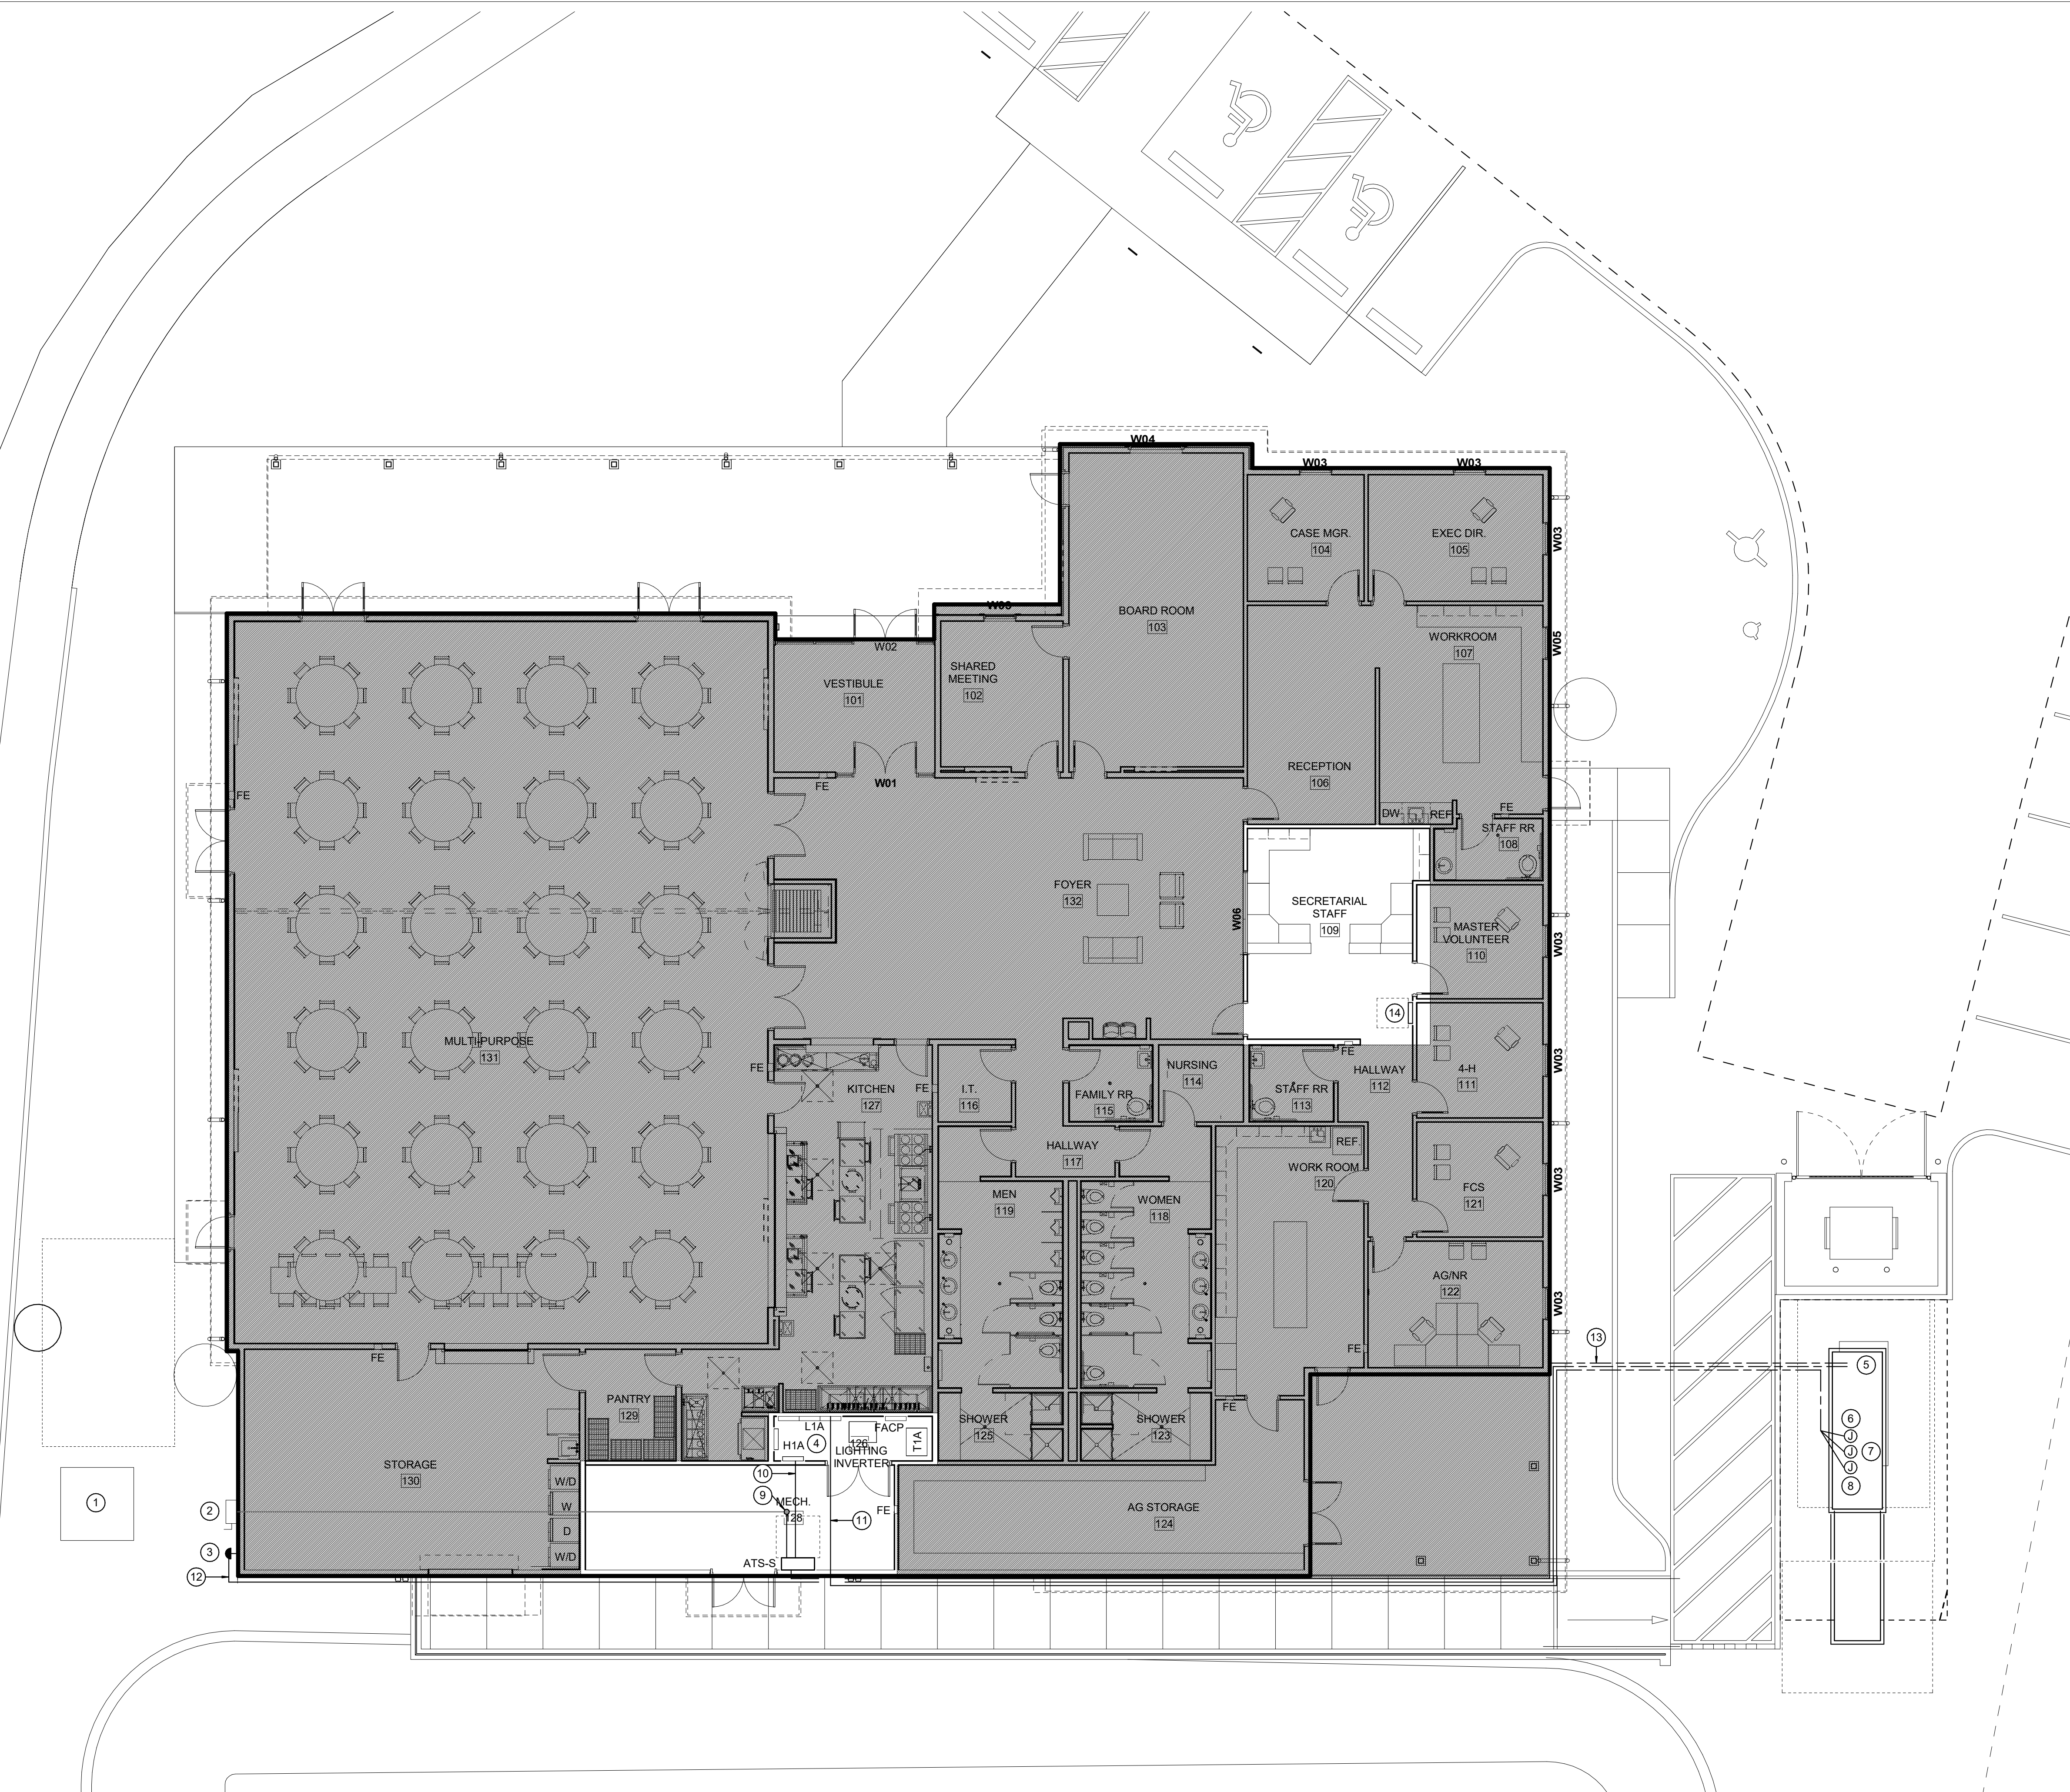 W04
W03
W03
CASE MGR.
104
EXEC DIR.
105
W03
W03
BOARD ROOM
103
WORKROOM
107
W05
W02
SHARED
MEETING
102
VESTIBULE
101
RECEPTION
106
W01
FE
FE
DW
REF
FE
STAFF RR
108
FOYER
132
SECRETARIAL
STAFF
109
W06
MASTER
VOLUNTEER
110
W03
14
MULTI-PURPOSE
131
FE
KITCHEN
127
FE
I.T.
116
FAMILY RR
115
NURSING
114
STAFF RR
113
FE
HALLWAY
112
4-H
111
W03
HALLWAY
117
REF.
WORK ROOM
120
MEN
119
WOMEN
118
FCS
121
W03
AG/NR
122
W03
FE
FE
13
5
PANTRY
129
L1A
FACP
H1A
4
126
T1A
LIGHTING
INVERTER
SHOWER
125
SHOWER
123
FE
6
J
J
7
J
8
STORAGE
130
W/D
W
D
W/D
10
9
MECH.
128
FE
11
AG STORAGE
124
1
2
3
12
ATS-S